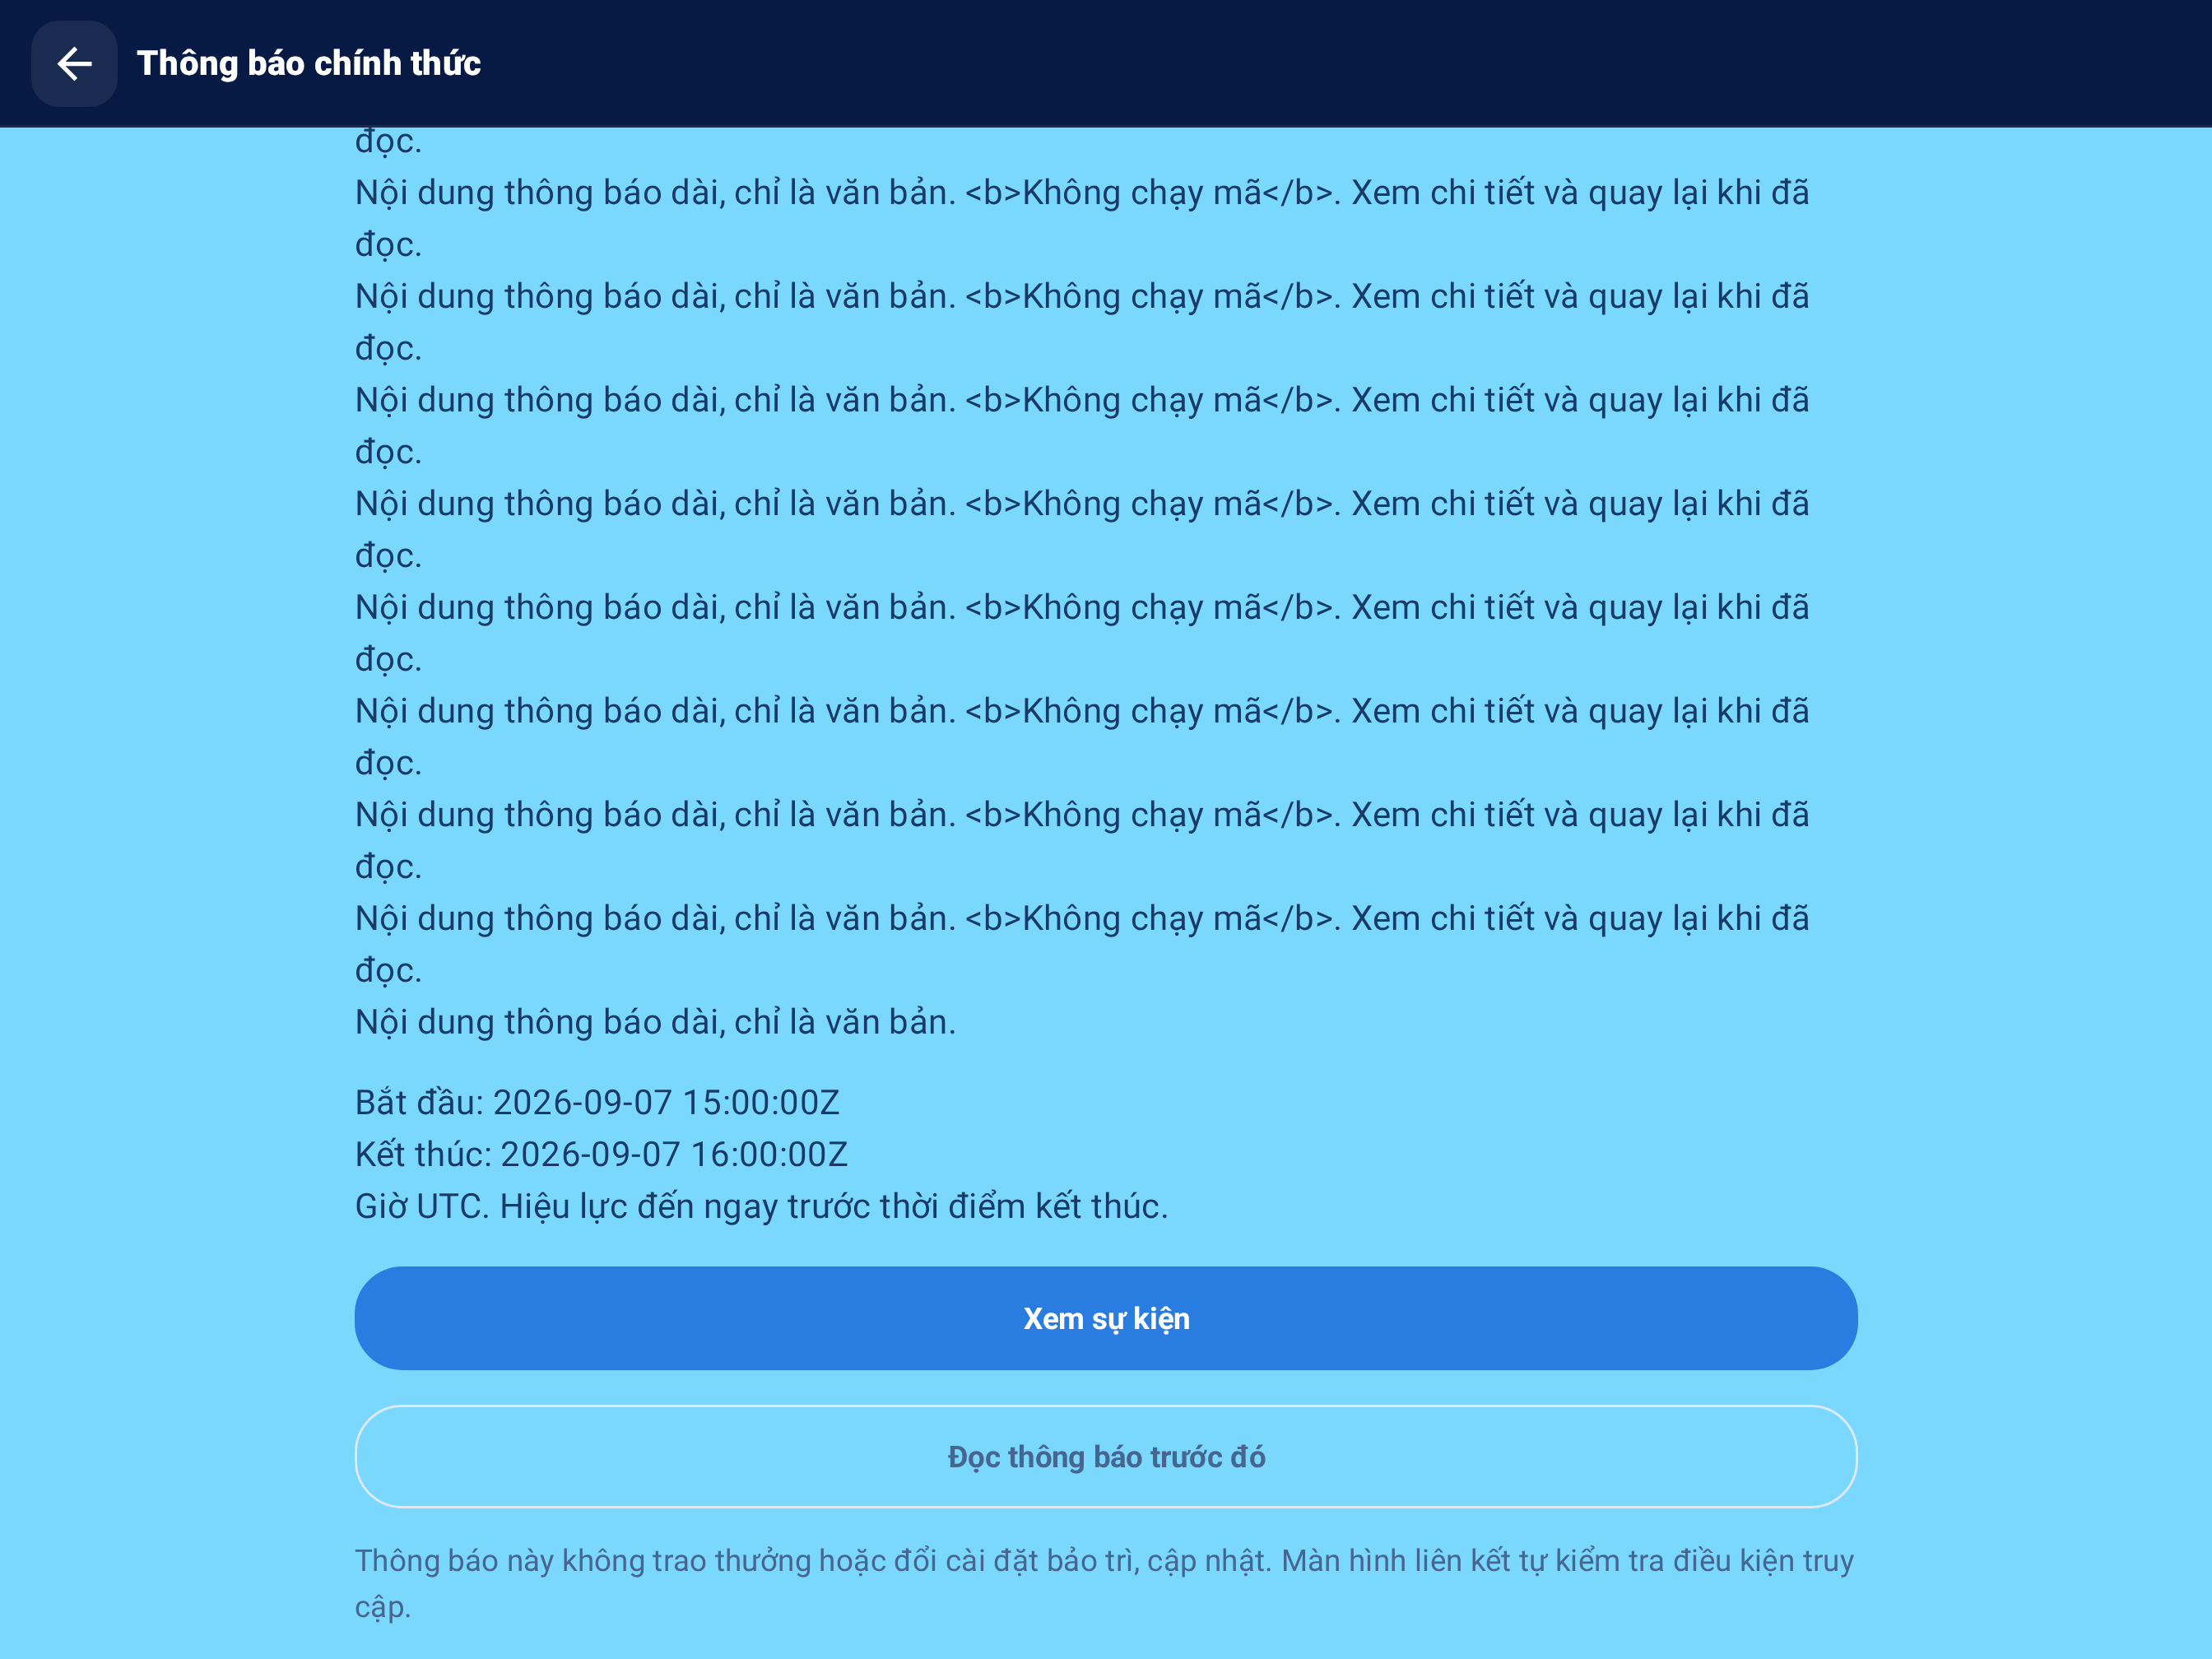 Thông báo chính thức
đọc.
Nội dung thông báo dài, chỉ là văn bản. <b>Không chạy mã</b>. Xem chi tiết và quay lại khi đã
đọc.
Nội dung thông báo dài, chỉ là văn bản. <b>Không chạy mã</b>. Xem chi tiết và quay lại khi đã
đọc.
Nội dung thông báo dài, chỉ là văn bản. <b>Không chạy mã</b>. Xem chi tiết và quay lại khi đã
đọc.
Nội dung thông báo dài, chỉ là văn bản. <b>Không chạy mã</b>. Xem chi tiết và quay lại khi đã
đọc.
Nội dung thông báo dài, chỉ là văn bản. <b>Không chạy mã</b>. Xem chi tiết và quay lại khi đã
đọc.
Nội dung thông báo dài, chỉ là văn bản. <b>Không chạy mã</b>. Xem chi tiết và quay lại khi đã
đọc.
Nội dung thông báo dài, chỉ là văn bản. <b>Không chạy mã</b>. Xem chi tiết và quay lại khi đã
đọc.
Nội dung thông báo dài, chỉ là văn bản. <b>Không chạy mã</b>. Xem chi tiết và quay lại khi đã
đọc.
Nội dung thông báo dài, chỉ là văn bản.
Bắt đầu: 2026-09-07 15:00:00Z
Kết thúc: 2026-09-07 16:00:00Z
Giờ UTC. Hiệu lực đến ngay trước thời điểm kết thúc.
Xem sự kiện
Đọc thông báo trước đó
Thông báo này không trao thưởng hoặc đổi cài đặt bảo trì, cập nhật. Màn hình liên kết tự kiểm tra điều kiện truy
cập.